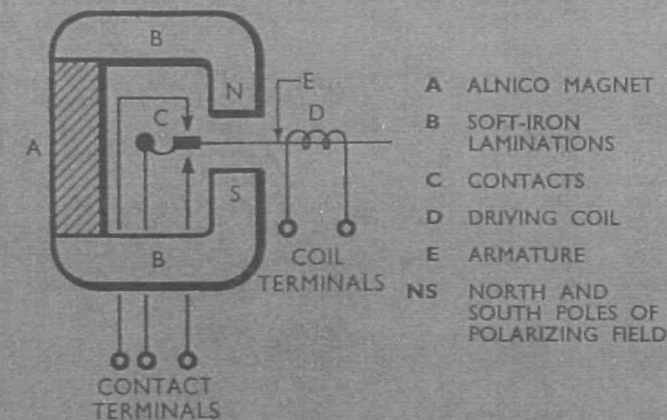 B
N
E
C
D
A
S
B
COIL
TERMINALS
CONTACT
TERMINALS
A ALNICO MAGNET
B SOFT-IRON
LAMINATIONS
C CONTACTS
D DRIVING COIL
E ARMATURE
NS NORTH AND
SOUTH POLES OF
POLARIZING FIELD